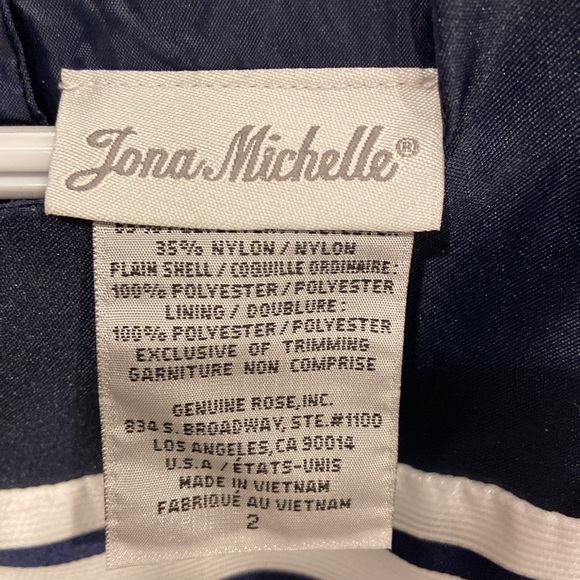 Jona Michelle®
35% NYLON / NYLON
PLAIN SHELL / COQUILLE ORDINAIRE:
100% POLYESTER / POLYESTER
LINING / DOUBLURE:
100% POLYESTER / POLYESTER
EXCLUSIVE OF TRIMMING
GARNITURE NON COMPRISE
GENUINE ROSE, INC.
834 S. BROADWAY, STE. #1100
LOS ANGELES, CA 90014
U.S.A / ÉTATS-UNIS
MADE IN VIETNAM
FABRIQUÉ AU VIETNAM
2